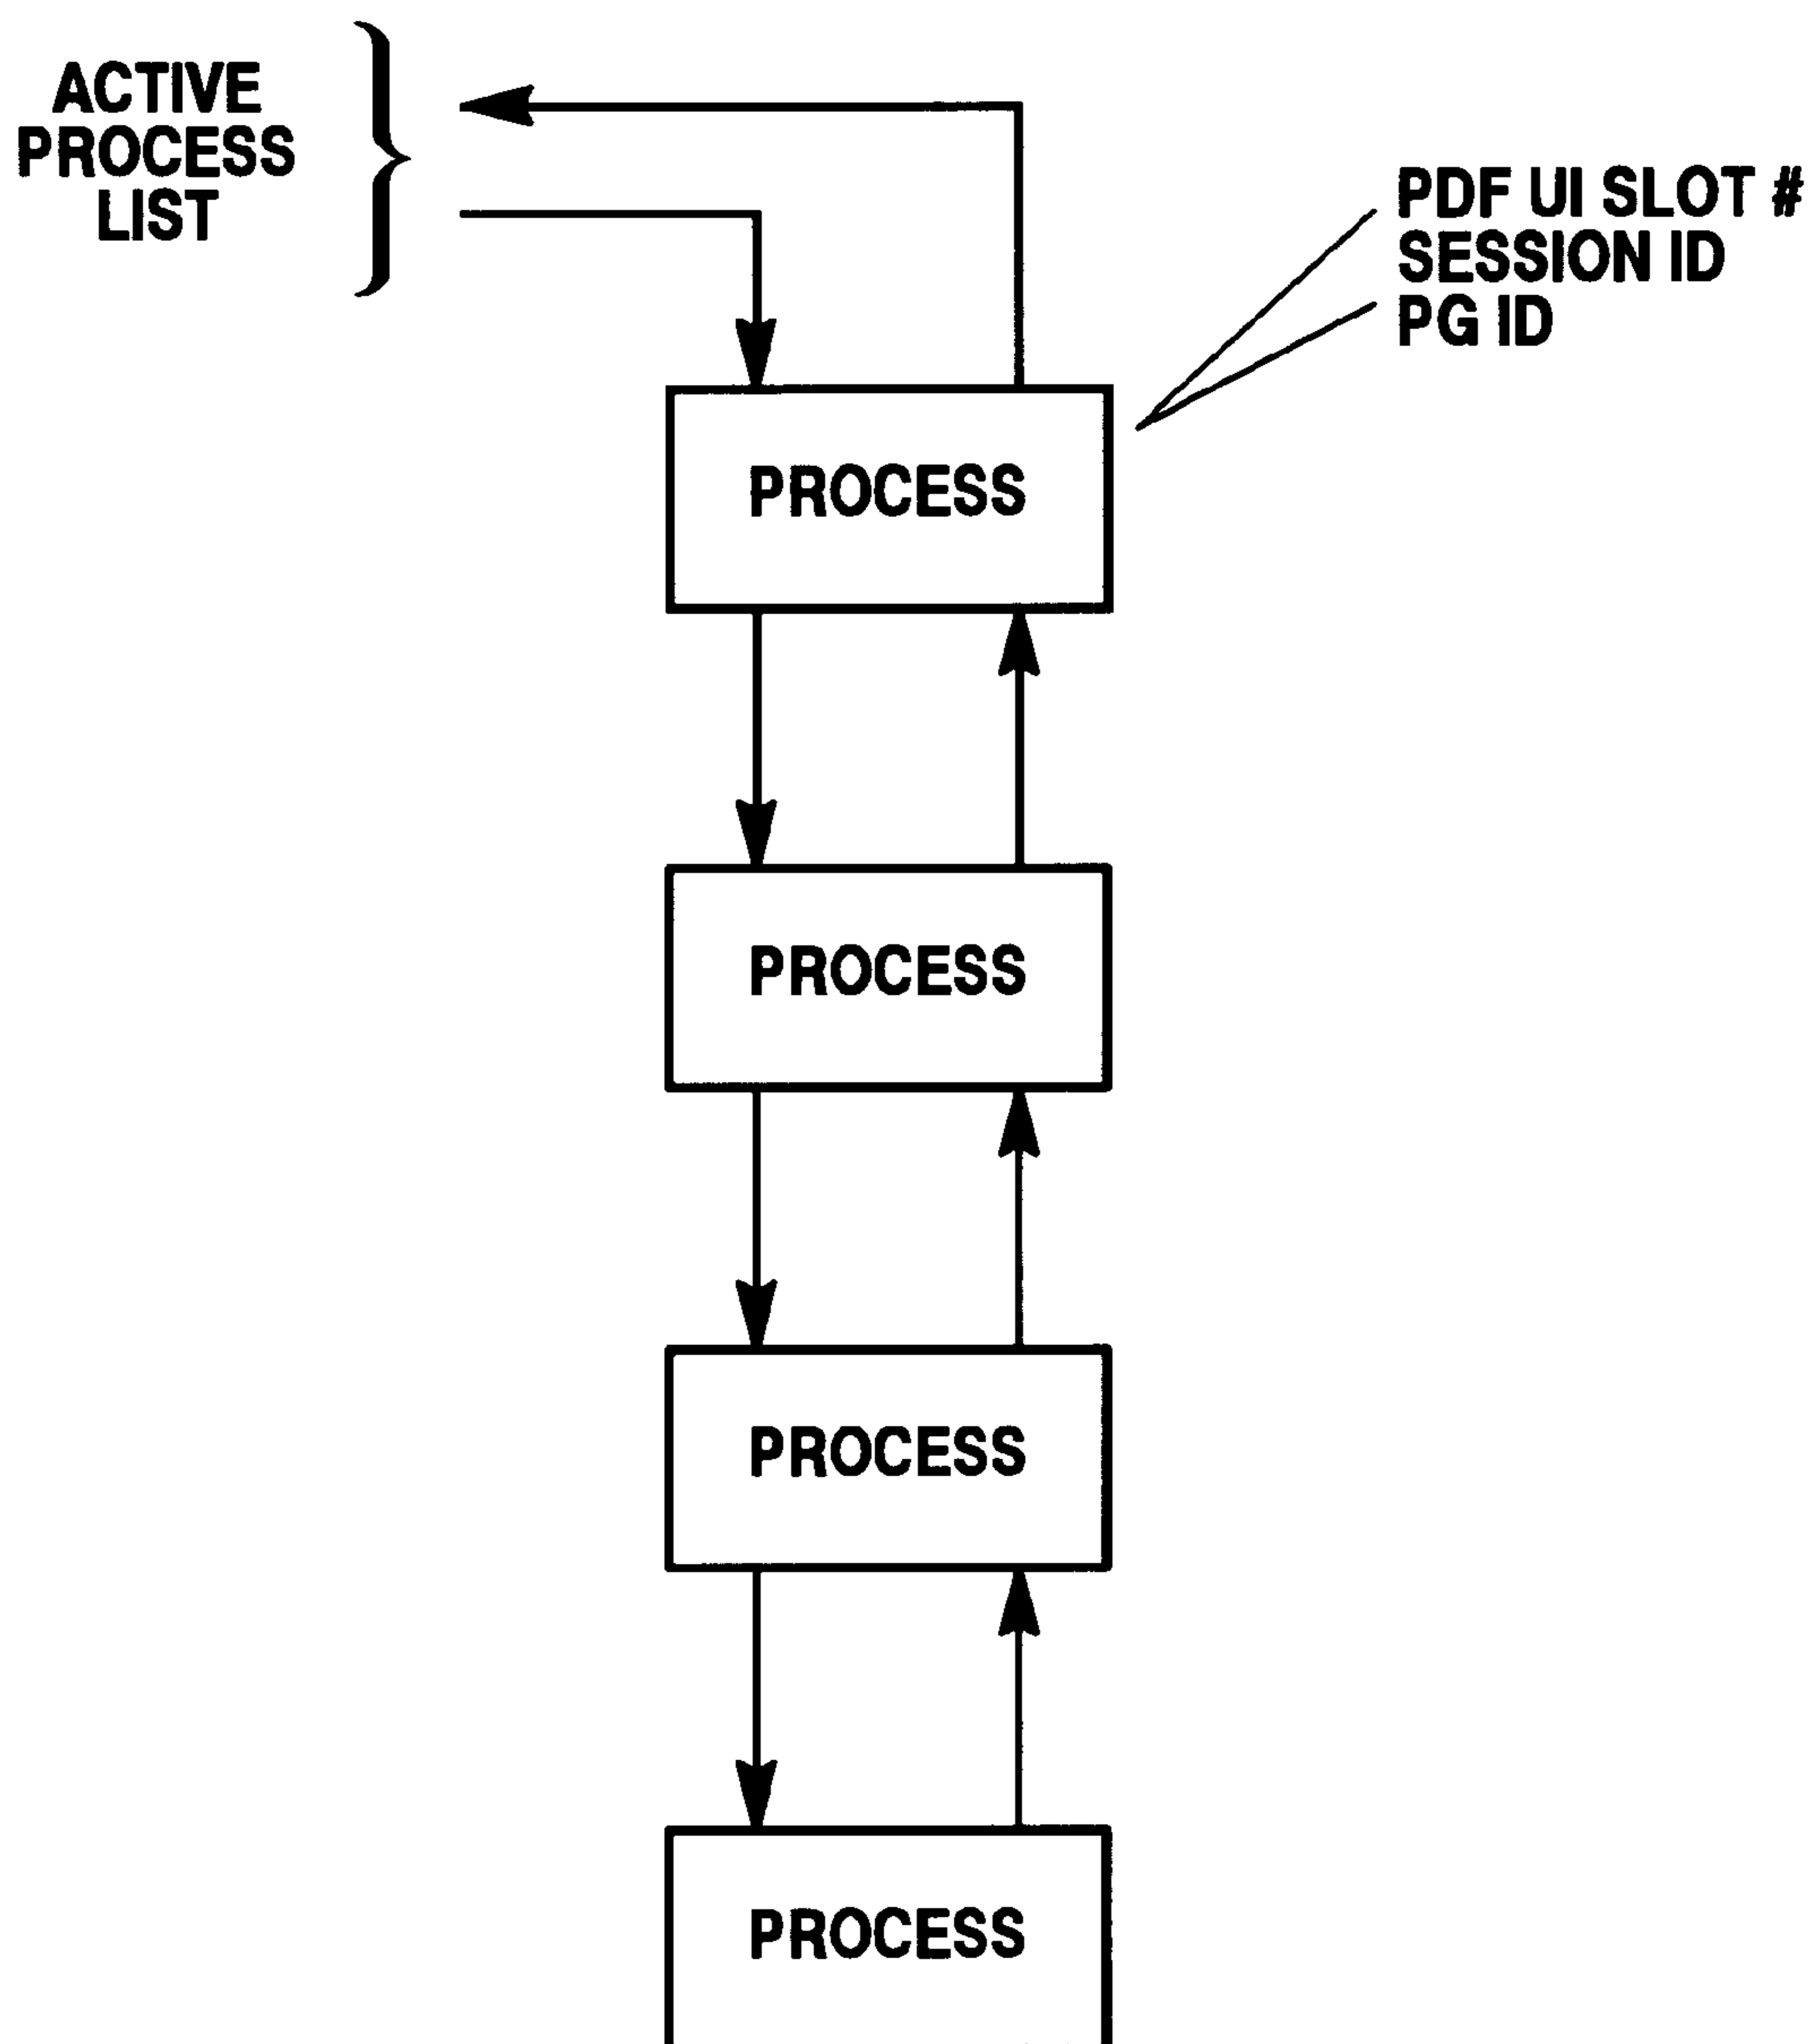 ACTIVE
PROCESS
LIST
PDF UI SLOT #
SESSION ID
PG ID
PROCESS
PROCESS
PROCESS
PROCESS